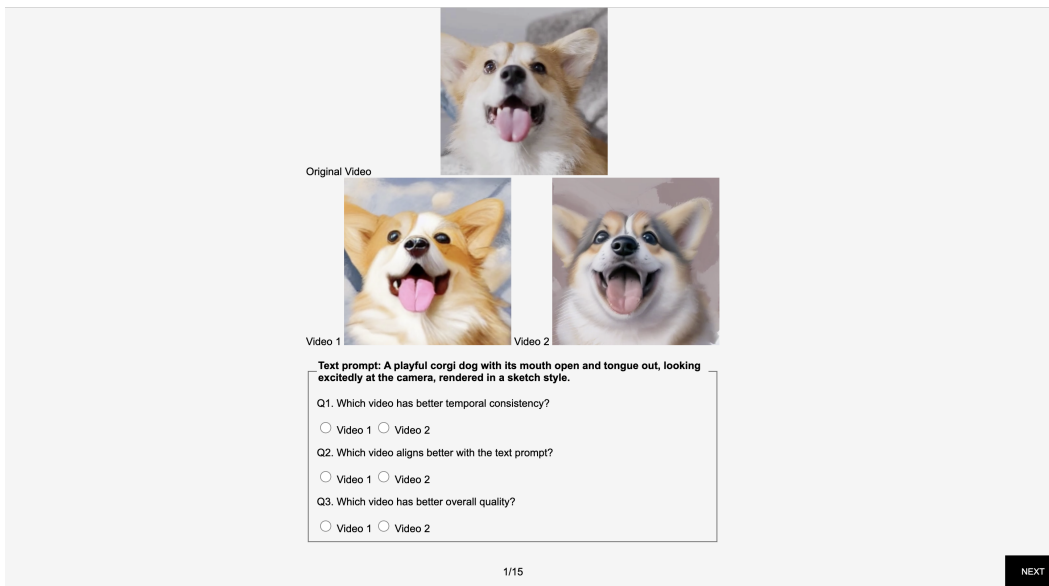 Original Video
Video 1
Video 2
Text prompt: A playful corgi dog with its mouth open and tongue out, looking
excitedly at the camera, rendered in a sketch style.
Q1. Which video has better temporal consistency?
Video 1 Video 2
Q2. Which video aligns better with the text prompt?
Video 1 Video 2
Q3. Which video has better overall quality?
Video 1 Video 2
1/15
NEXT